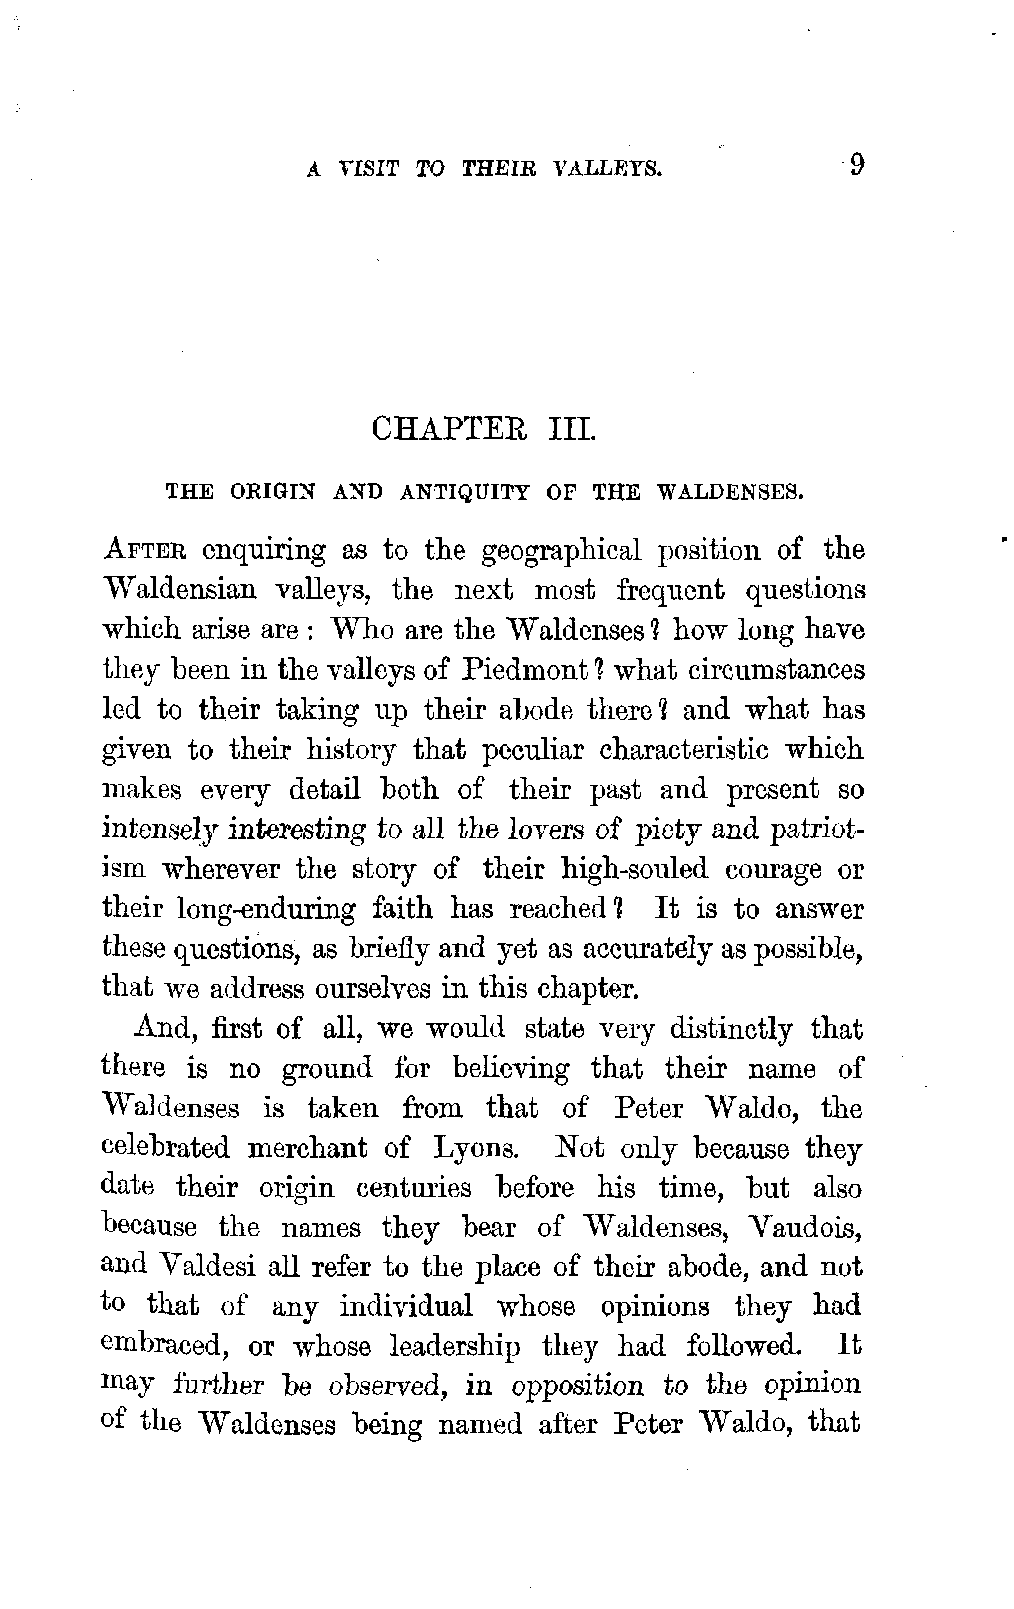 A VISIT TO THEIR VALLEYS. 9
CHAPTER III.
THE ORIGIN AND ANTIQUITY OF THE WALDENSES.
AFTER enquiring as to the geographical position of the
Waldensian valleys, the next most frequent questions
which arise are : Who are the Waldenses? how long have
they been in the valleys of Piedmont? what circumstances
led to their taking up their abode there? and what has
given to their history that peculiar characteristic which
makes every detail both of their past and present so
intensely interesting to all the lovers of piety and patriot-
ism wherever the story of their high-souled courage or
their long-enduring faith has reached? It is to answer
these questions, as briefly and yet as accurately as possible,
that we address ourselves in this chapter.
And, first of all, we would state very distinctly that
there is no ground for believing that their name of
Waldenses is taken from that of Peter Waldo, the
celebrated merchant of Lyons. Not only because they
date their origin centuries before his time, but also
because the names they bear of Waldenses, Vaudois,
and Valdesi all refer to the place of their abode, and not
to that of any individual whose opinions they had
embraced, or whose leadership they had followed. It
may further be observed, in opposition to the opinion
of the Waldenses being named after Peter Waldo, that